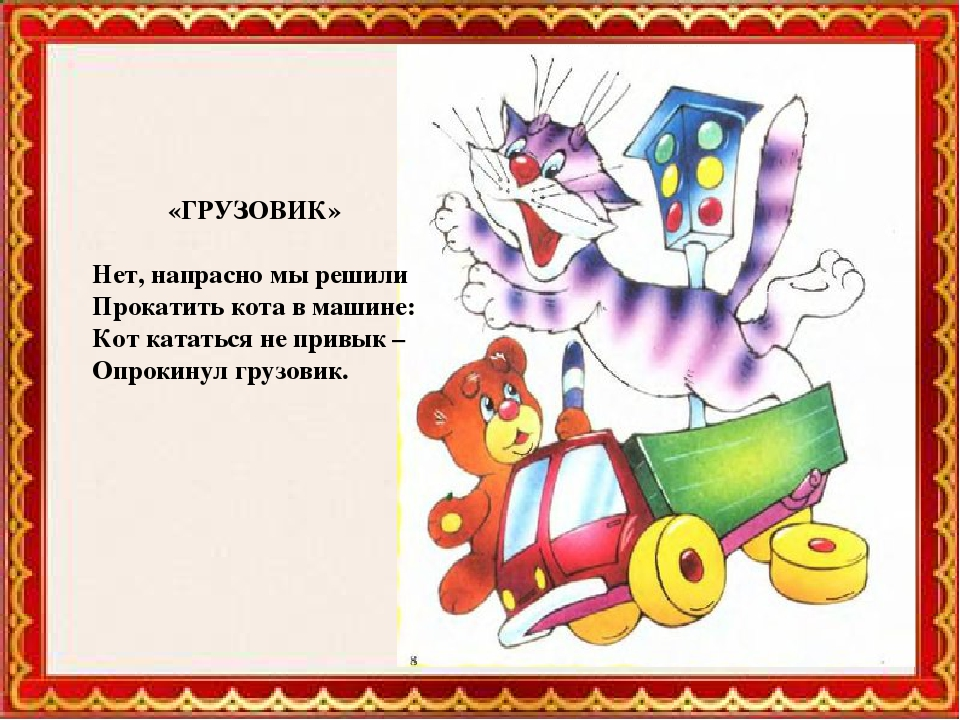 «ГРУЗОВИК»
Нет, напрасно мы решили
Прокатить кота в машине:
Кот кататься не привык –
Опрокинул грузовик.
8